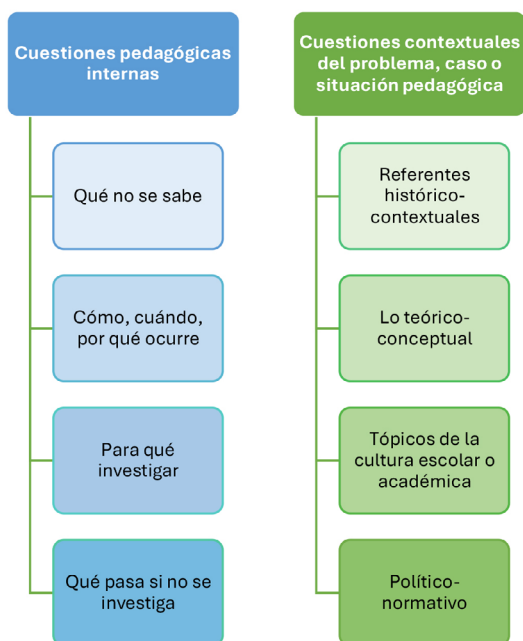 Cuestiones pedagógicas
internas
Qué no se sabe
Cómo, cuándo,
por qué ocurre
Para qué
investigar
Qué pasa si no se
investiga
Cuestiones contextuales
del problema, caso o
situación pedagógica
Referentes
histórico-
contextuales
Lo teórico-
conceptual
Tópicos de la
cultura escolar o
académica
Político-
normativo